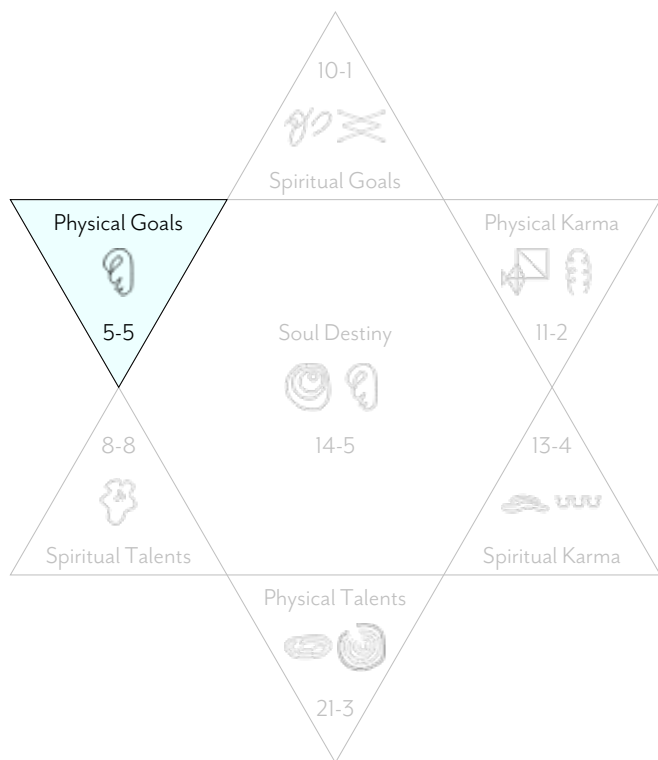 10-1
Spiritual Goals
Physical Goals
5-5
Physical Karma
11-2
Soul Destiny
14-5
8-8
Spiritual Talents
13-4
Spiritual Karma
Physical Talents
21-3